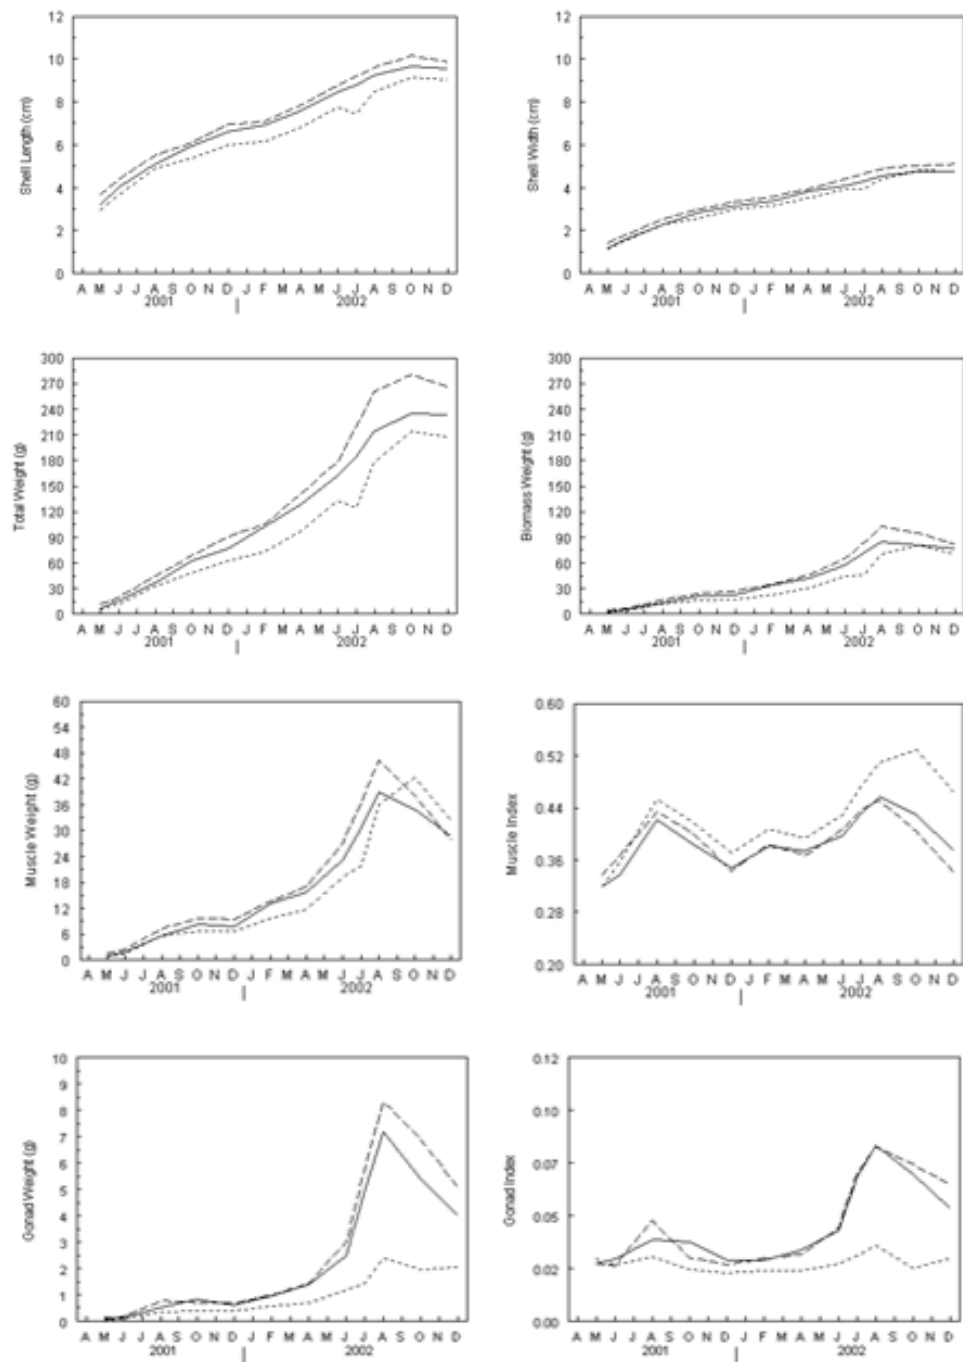 12
10
8
6
4
2
0
Shell Length (cm)
A M J J A S O N D J F M A M J J A S O N D
2001 | 2002
12
10
8
6
4
2
0
Shell Width (cm)
A M J J A S O N D J F M A M J J A S O N D
2001 | 2002
300
270
240
210
180
150
120
90
60
30
0
Total Weight (g)
A M J J A S O N D J F M A M J J A S O N D
2001 | 2002
300
270
240
210
180
150
120
90
60
30
0
Biomass Weight (g)
A M J J A S O N D J F M A M J J A S O N D
2001 | 2002
60
54
48
42
36
30
24
18
12
6
0
Muscle Weight (g)
A M J J A S O N D J F M A M J J A S O N D
2001 | 2002
0.60
0.52
0.44
0.36
0.28
0.20
Muscle Index
A M J J A S O N D J F M A M J J A S O N D
2001 | 2002
10
9
8
7
6
5
4
3
2
1
0
Gonad Weight (g)
A M J J A S O N D J F M A M J J A S O N D
2001 | 2002
0.12
0.10
0.07
0.05
0.02
0.00
Gonad Index
A M J J A S O N D J F M A M J J A S O N D
2001 | 2002